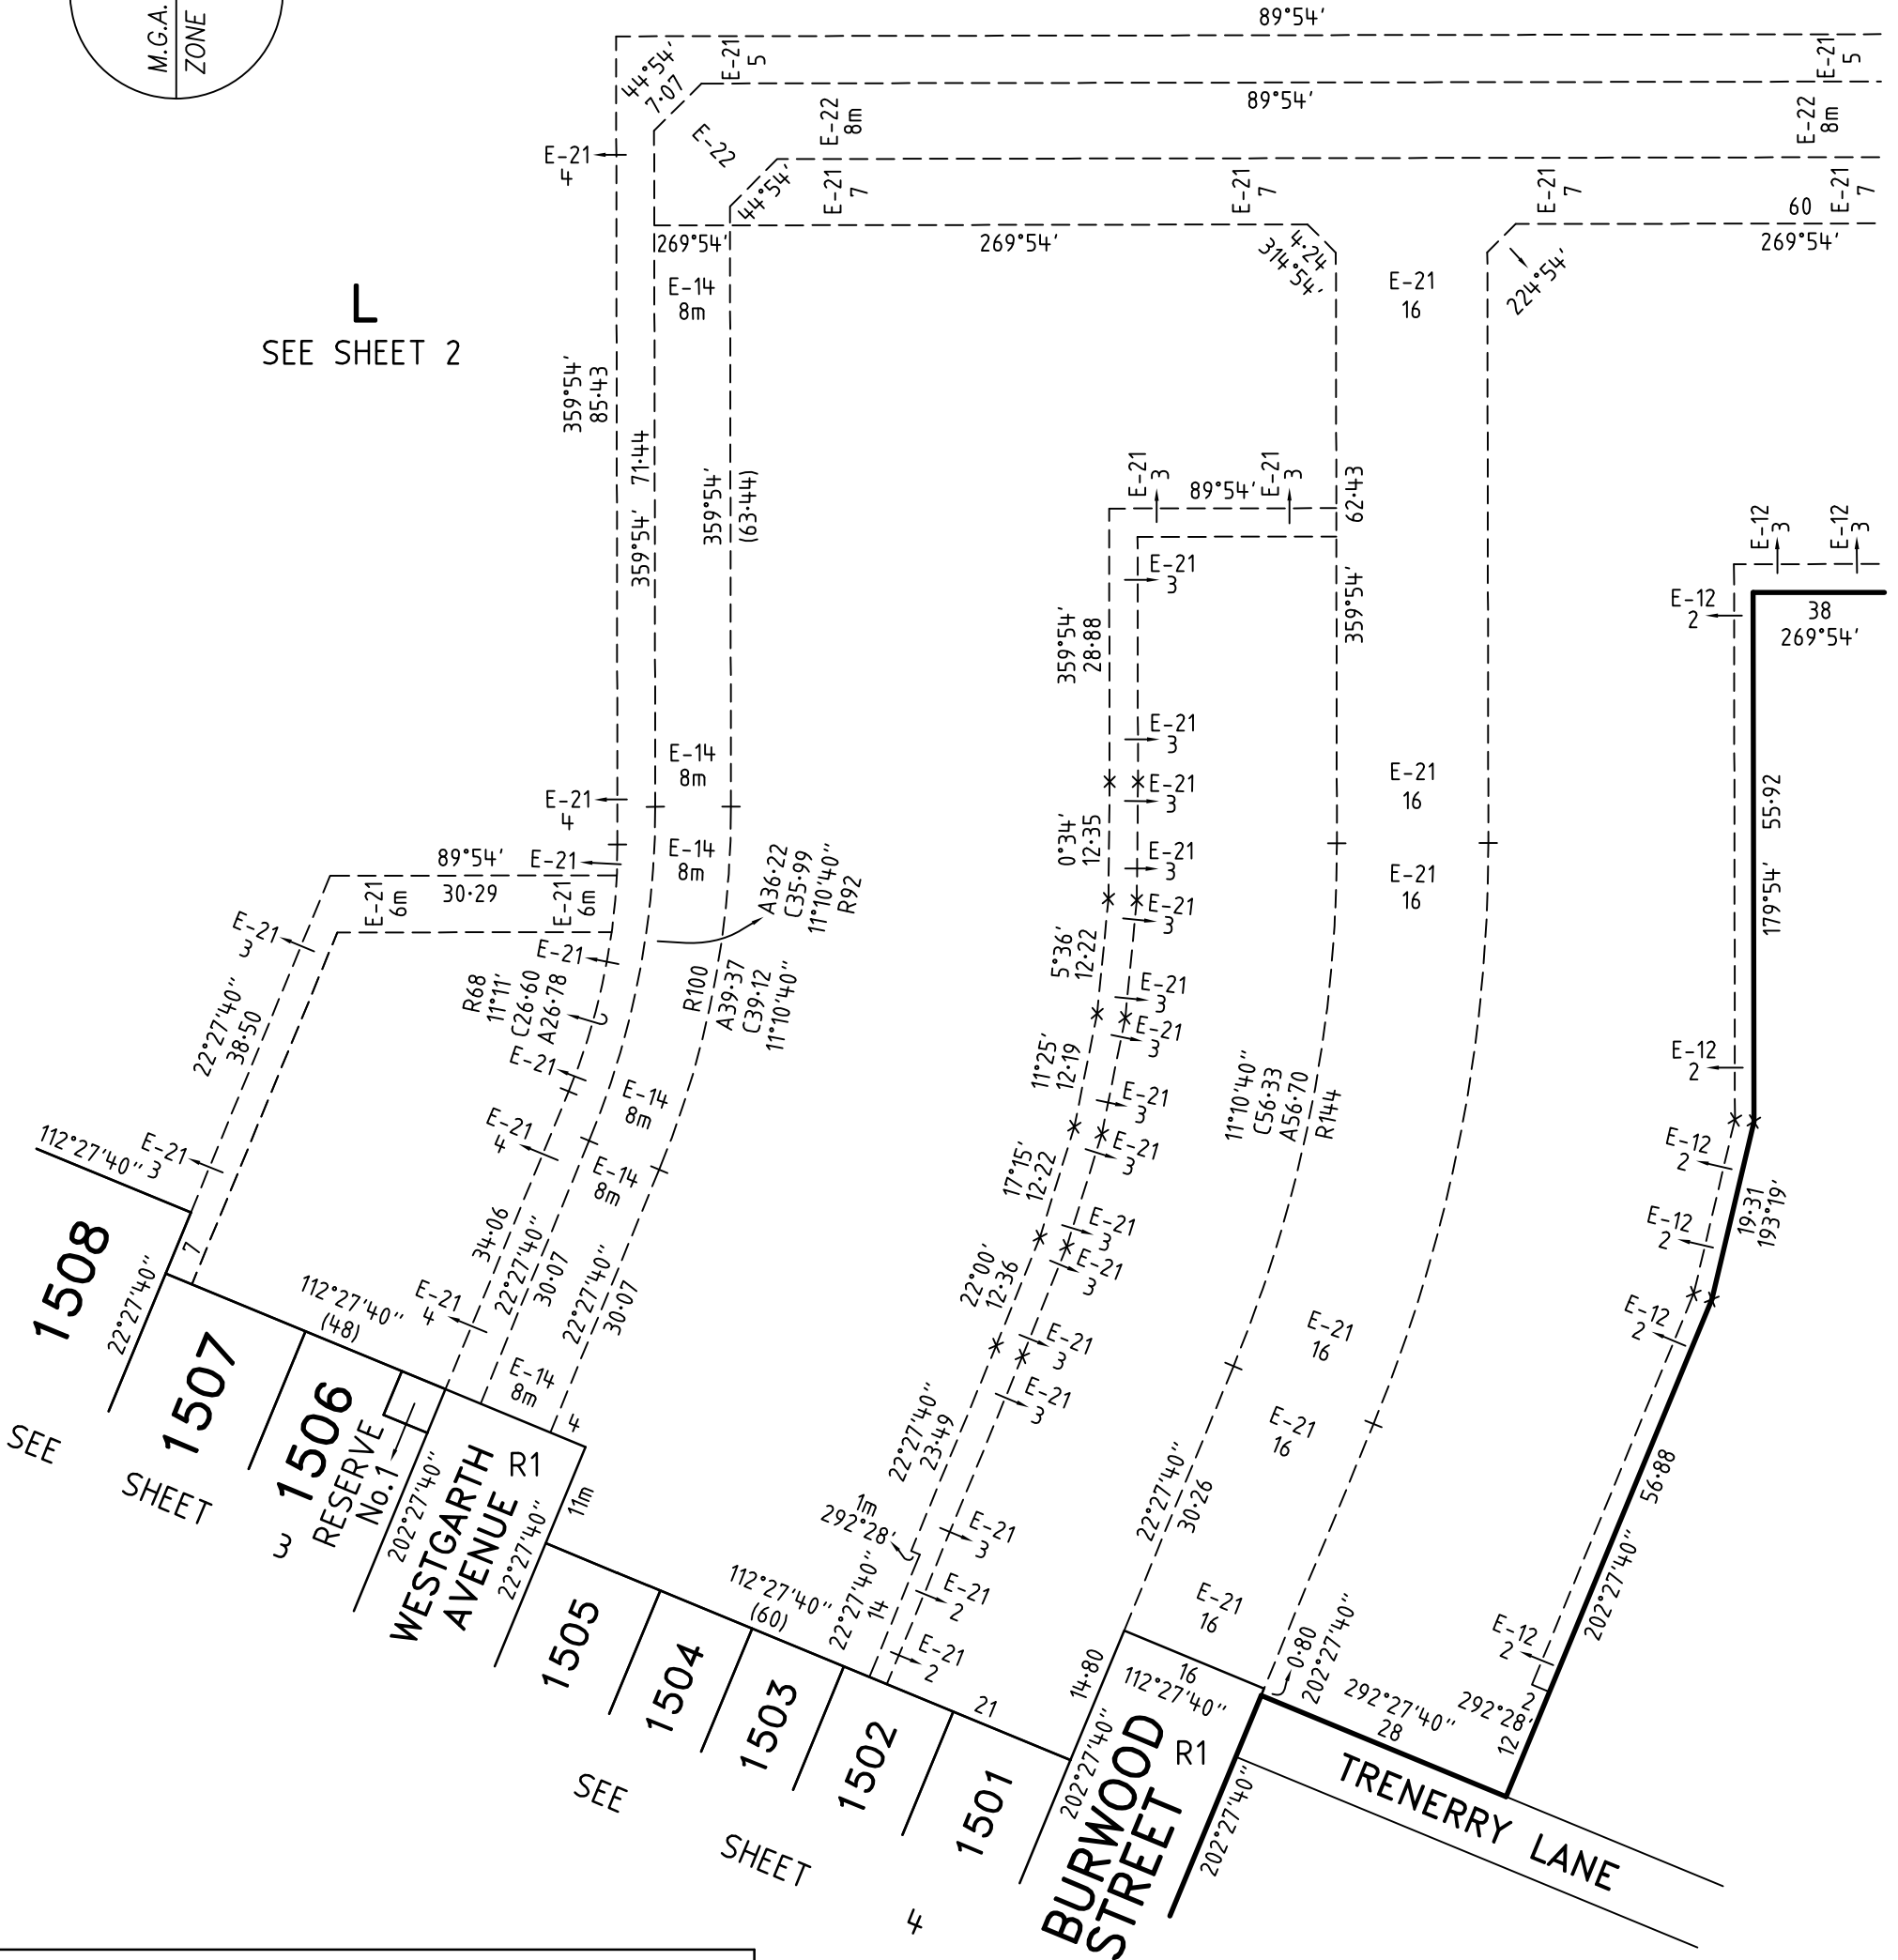 M.G.A.
ZONE
89°54'
44°54'
7·07
E-21
5
E-21
5
89°54'
E-22
8m
E-22
8m
E-22
E-21
4
44°54'
E-21
7
E-21
7
E-21
7
E-21
7
60
269°54'
269°54'
269°54'
4·24
314°54'
224°54'
E-14
8m
E-21
16
L
SEE SHEET 2
359°54'
85·43
359°54' 71·44
359°54'
(63·44)
E-21
3
89°54'
E-21
3
62·43
359°54'
E-21
3
359°54'
28·88
E-12
3
E-12
3
E-12
2
38
269°54'
E-21
3
E-14
8m
E-21
4
E-21
3
E-21
16
55·92
179°54'
0°34'
12·35
E-14
8m
E-21
3
E-21
16
89°54'
30·29
E-21
E-21
6m
E-21
6m
A36·22
C35·99
11°10'40"
R92
E-21
3
E-21
3
22°27'40"
38·50
E-21
R68
11°11'
C26·60
A26·78
R100
A39·37
C39·12
11°10'40"
5°36'
12·22
E-21
3
E-21
3
11°25'
12·19
E-21
E-14
8m
E-21
3
E-21
3
11°10'40"
C56·33
A56·70
R144
E-12
2
112°27'40"
E-21
3
E-21
4
E-14
8m
17°15'
12·22
E-21
3
E-21
3
E-12
2
E-12
2
19·31
193°19'
1508
7
22°27'40"
34·06
22°27'40"
30·07
22°27'40"
30·07
22°00'
12·36
E-21
3
E-21
3
E-21
16
E-12
2
112°27'40"
(48)
E-21
4
E-14
8m
4
1507
1506
RESERVE
No.1
202°27'40"
WESTGARTH
AVENUE
R1
22°27'40"
11m
SEE
SHEET
3
22°27'40"
23·49
E-21
16
22°27'40"
30·26
1m
292°28'
E-21
3
56·88
202°27'40"
112°27'40"
(60)
22°27'40"
14
E-21
2
E-21
2
E-21
16
E-12
2
1505
1504
1503
1502
1501
21
14·80
16
112°27'40"
0·80
202°27'40"
292°27'40"
28
292°28'
2
12
202°27'40"
BURWOOD
STREET
R1
202°27'40"
TRENERRY LANE
SEE
SHEET
4